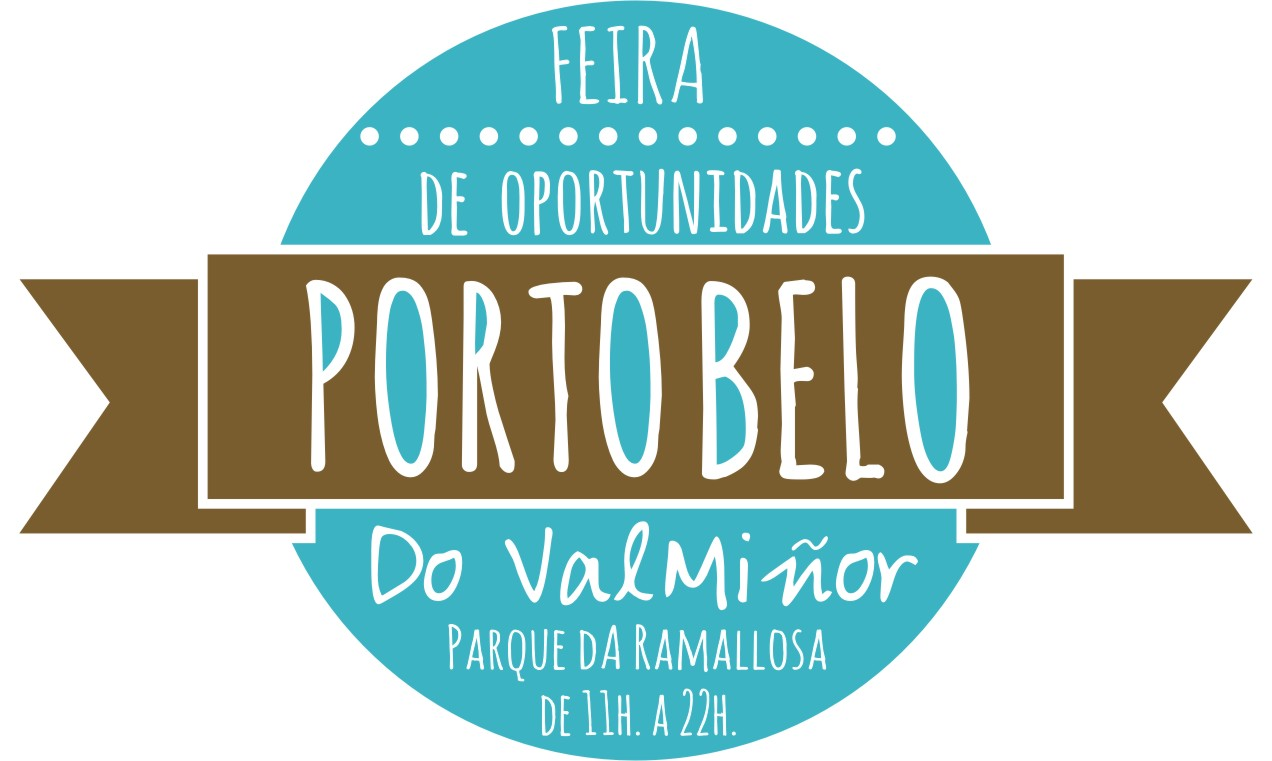 FEIRA
DE OPORTUNIDADES
PORTOBELO
Do ValMiñor
PARQUE DA RAMALLOSA
DE 11H. A 22H.